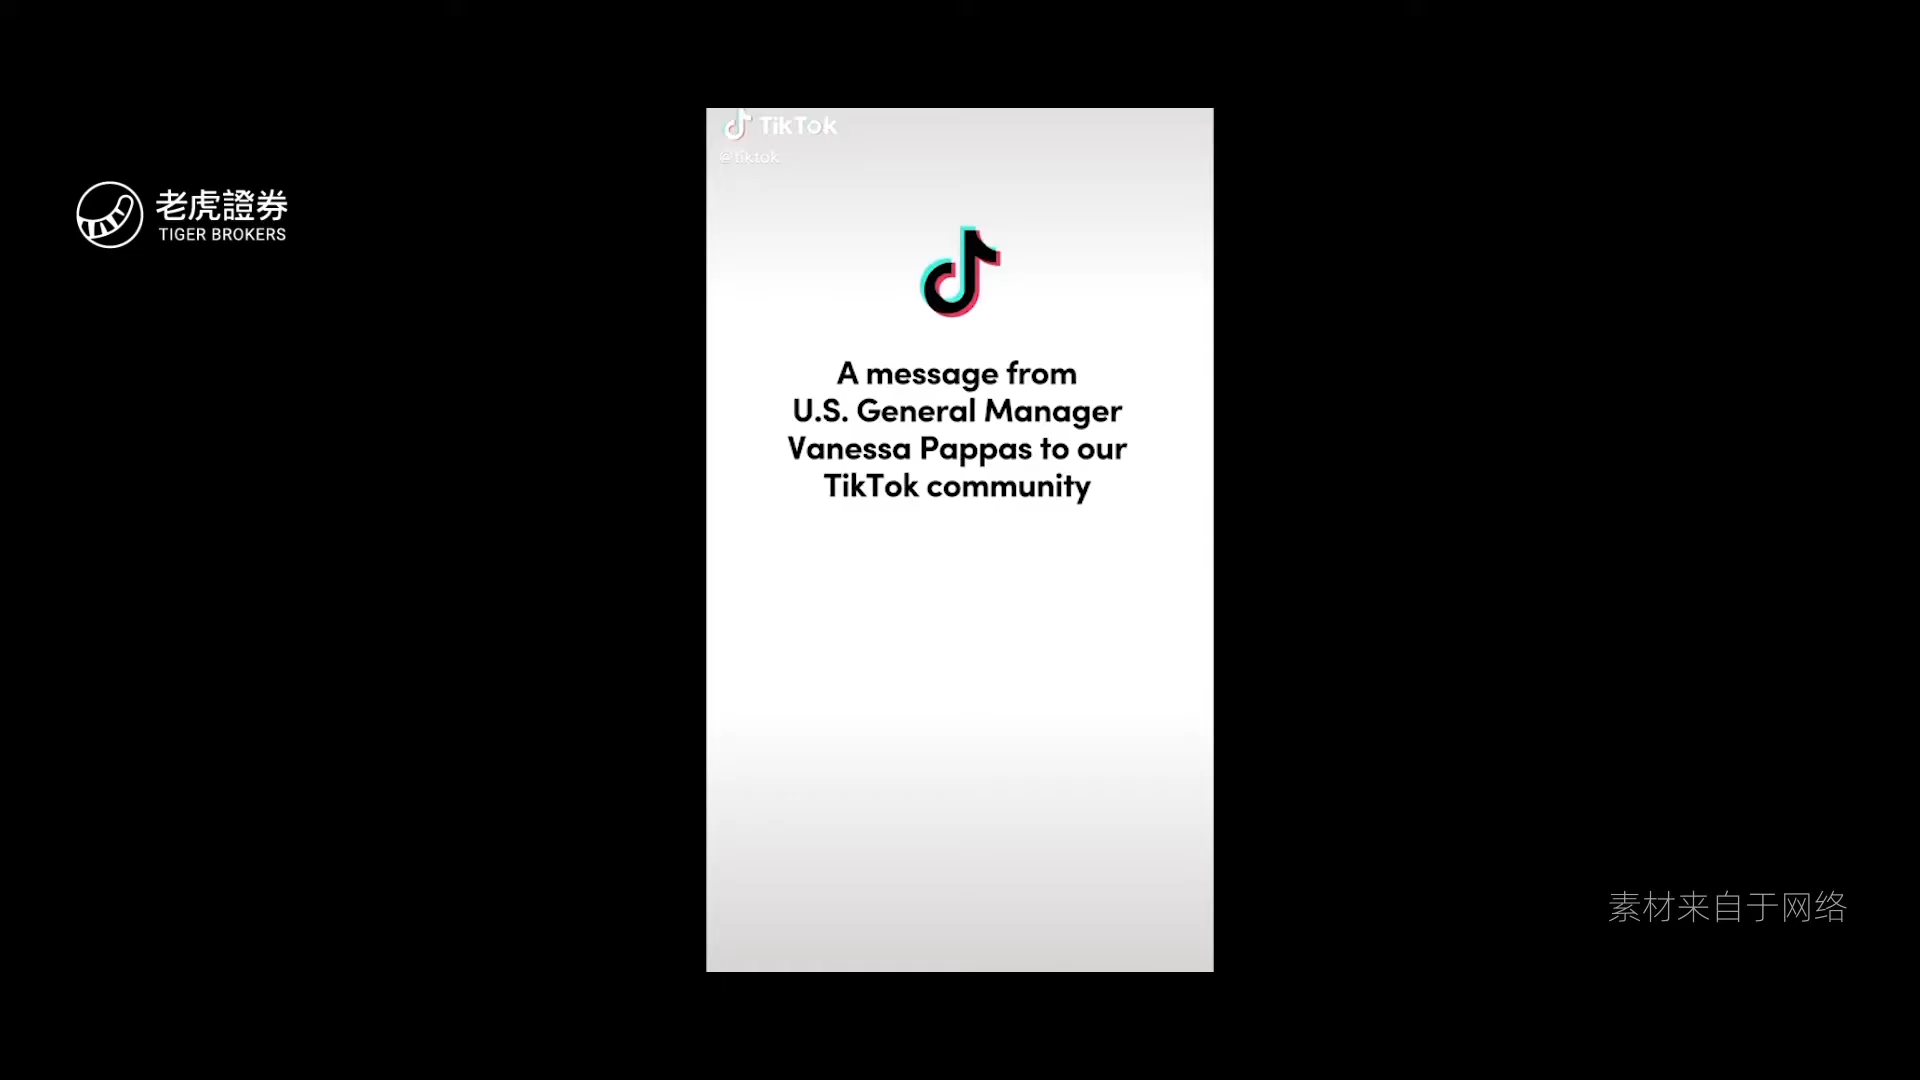 TikTok
@tiktok
老虎證券
TIGER BROKERS
A message from
U.S. General Manager
Vanessa Pappas to our
TikTok community
素材来自于网络